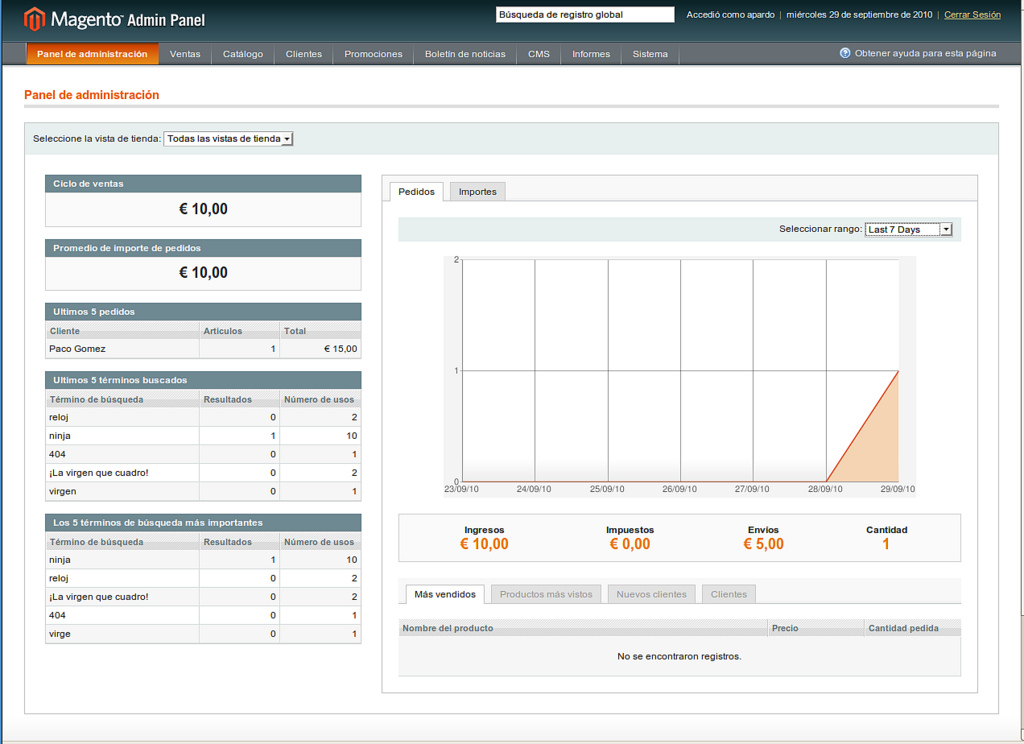 Magento Admin Panel
Búsqueda de registro global
Accedió como apardo | miércoles 29 de septiembre de 2010 | Cerrar Sesión
Panel de administración Ventas Catálogo Clientes Promociones Boletín de noticias CMS Informes Sistema
Obtener ayuda para esta página
Panel de administración
Seleccione la vista de tienda: Todas las vistas de tienda
Ciclo de ventas
€ 10,00
Promedio de importe de pedidos
€ 10,00
Ultimos 5 pedidos
Cliente Artículos Total
Paco Gomez 1 € 15,00
Ultimos 5 términos buscados
Término de búsqueda Resultados Número de usos
reloj 0 2
ninja 1 10
404 0 1
¡La virgen que cuadro! 0 2
virgen 0 1
Los 5 términos de búsqueda más importantes
Término de búsqueda Resultados Número de usos
ninja 1 10
reloj 0 2
¡La virgen que cuadro! 0 2
404 0 1
virge 0 1
Pedidos Importes
Seleccionar rango: Last 7 Days
2
1
0
23/09/10 24/09/10 25/09/10 26/09/10 27/09/10 28/09/10 29/09/10
Ingresos Impuestos Envíos Cantidad
€ 10,00 € 0,00 € 5,00 1
Más vendidos Productos más vistos Nuevos clientes Clientes
Nombre del producto Precio Cantidad pedida
No se encontraron registros.